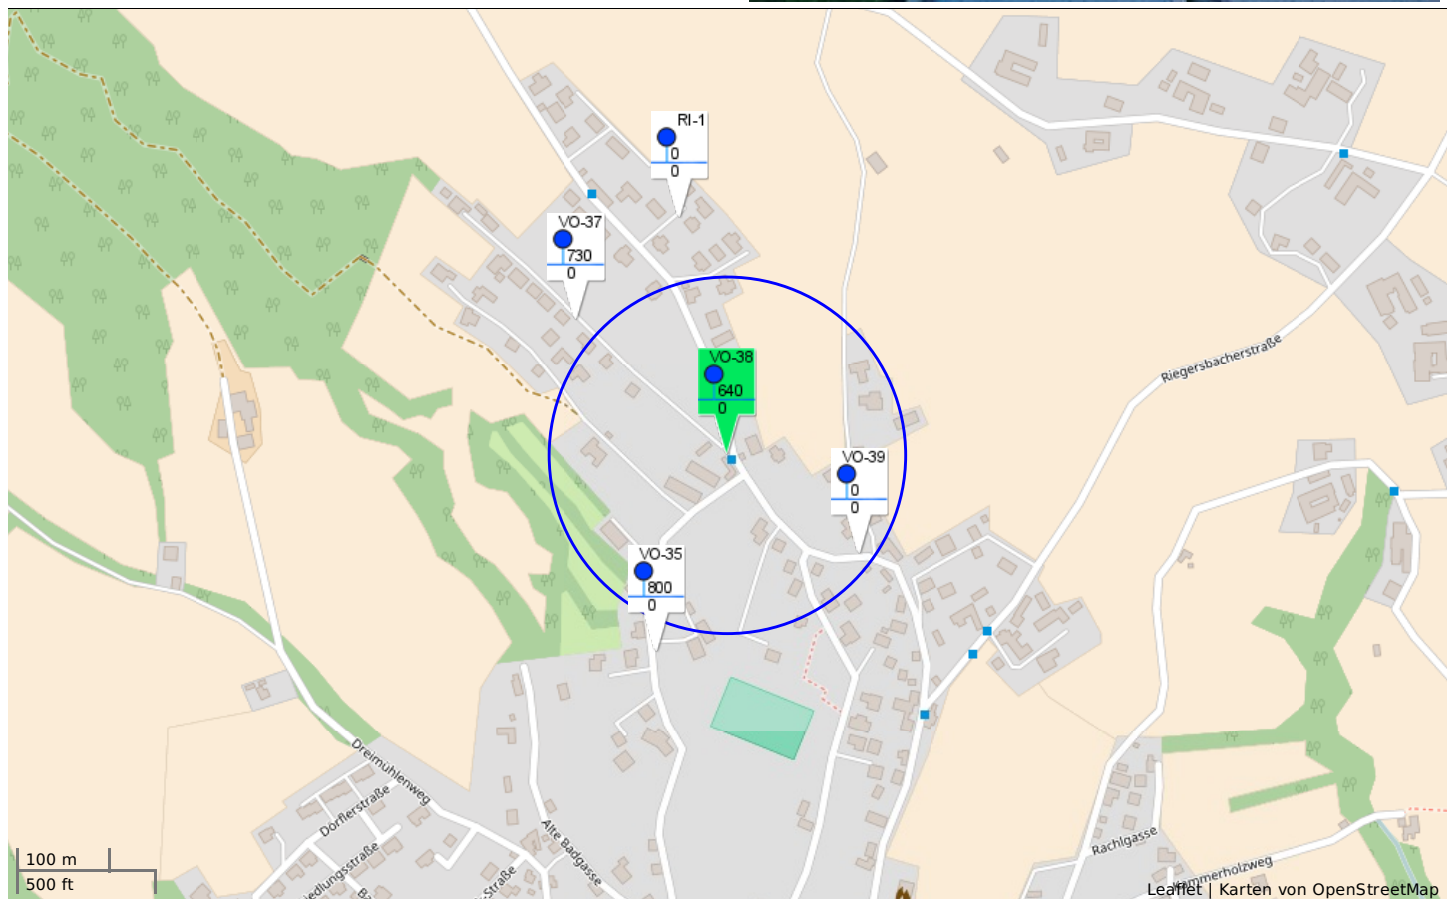 RI-1
0
0
VO-37
730
0
VO-38
640
0
VO-39
0
0
VO-35
800
0
Riegersbacherstraße
Dreimühlenweg
Dörflerstraße
Alte Badgasse
Rachlgasse
100 m
500 ft
Leaflet | Karten von OpenStreetMap